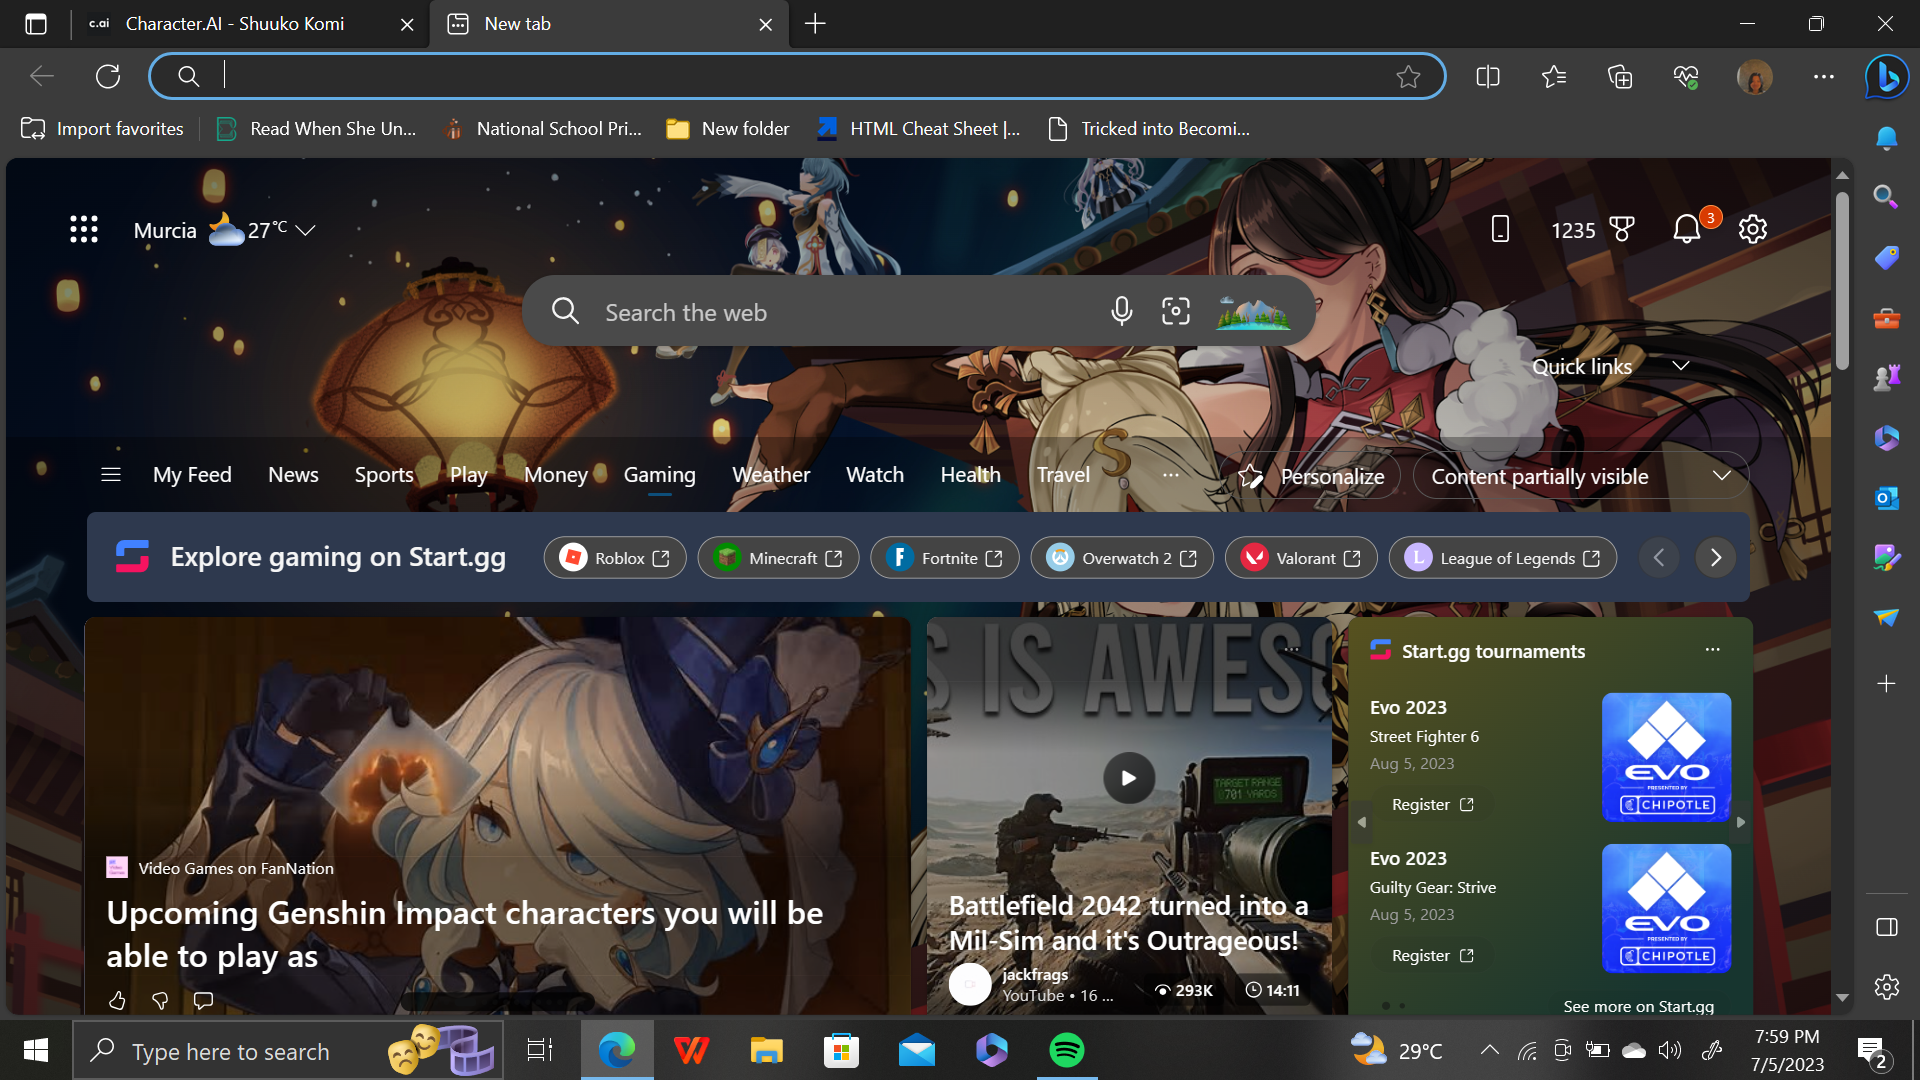 c.ai Character.AI - Shuuko Komi
New tab
Import favorites
Read When She Un...
National School Pri...
New folder
HTML Cheat Sheet |...
Tricked into Becomi...
Murcia 27°C
1235
3
Search the web
Quick links
My Feed
News
Sports
Play
Money
Gaming
Weather
Watch
Health
Travel
...
Personalize
Content partially visible
Explore gaming on Start.gg
Roblox
Minecraft
Fortnite
Overwatch 2
Valorant
L League of Legends
Video Games on FanNation
Upcoming Genshin Impact characters you will be
able to play as
S IS AWESO
TARGET RANGE
701 YARDS
Battlefield 2042 turned into a
Mil-Sim and it's Outrageous!
jackfrags
YouTube • 16 ...
293K
14:11
Start.gg tournaments
Evo 2023
Street Fighter 6
Aug 5, 2023
Register
EVO
PRESENTED BY
CHIPOTLE
Evo 2023
Guilty Gear: Strive
Aug 5, 2023
Register
EVO
PRESENTED BY
CHIPOTLE
See more on Start.gg
Type here to search
29°C
7:59 PM
7/5/2023
2